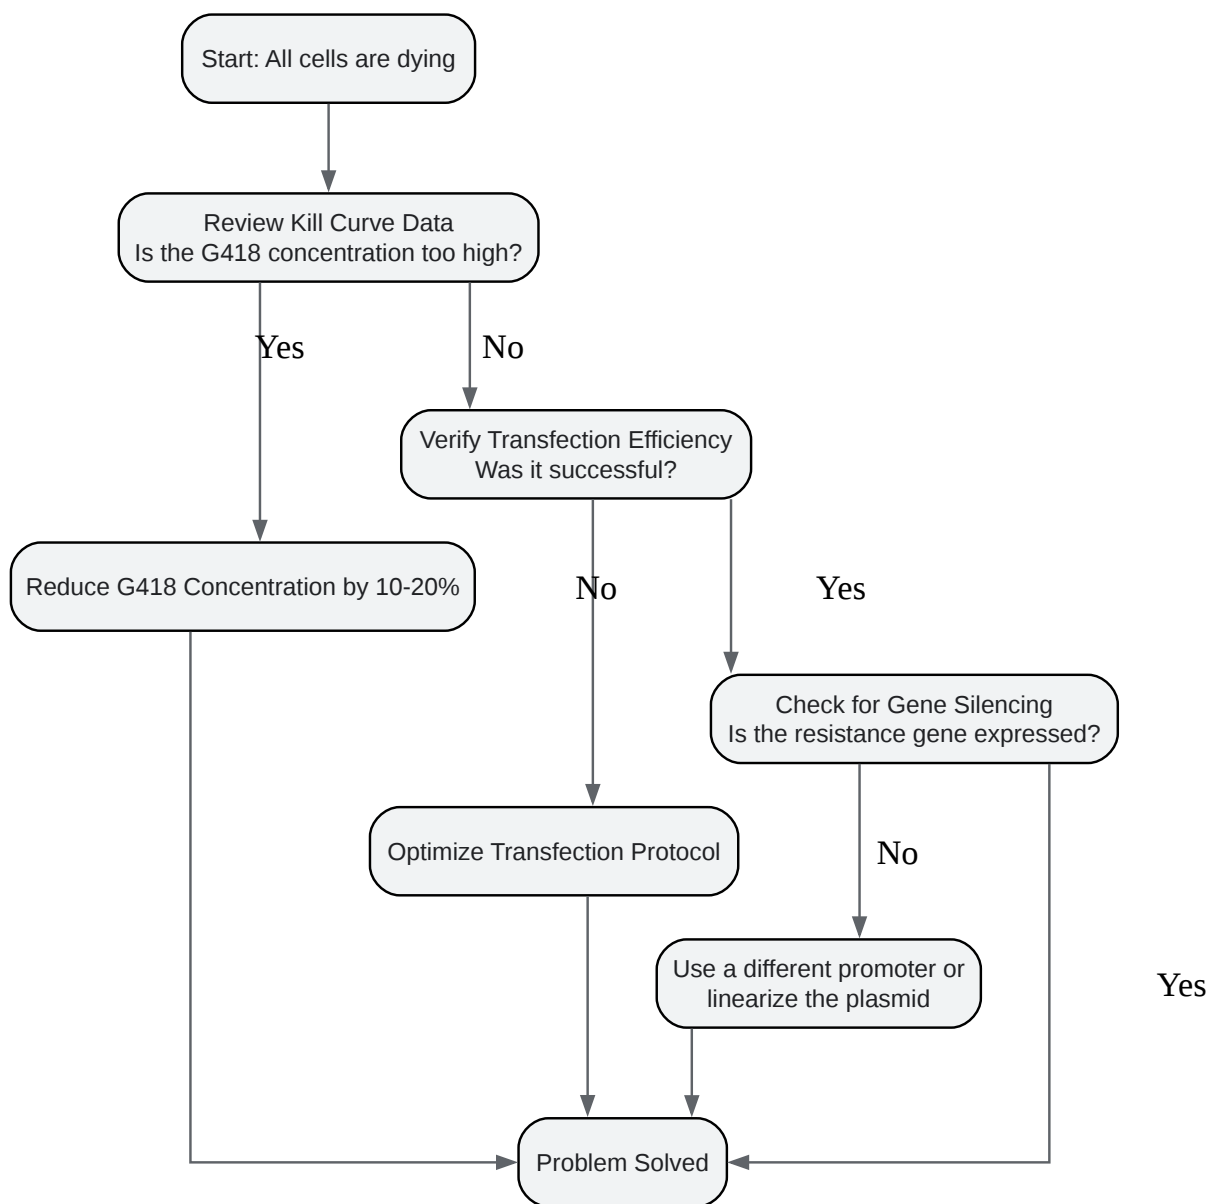 Start: All cells are dying
Review Kill Curve Data
Is the G418 concentration too high?
Yes
No
Verify Transfection Efficiency
Was it successful?
Reduce G418 Concentration by 10-20%
No
Yes
Check for Gene Silencing
Is the resistance gene expressed?
Optimize Transfection Protocol
No
Use a different promoter or
linearize the plasmid
Yes
Problem Solved